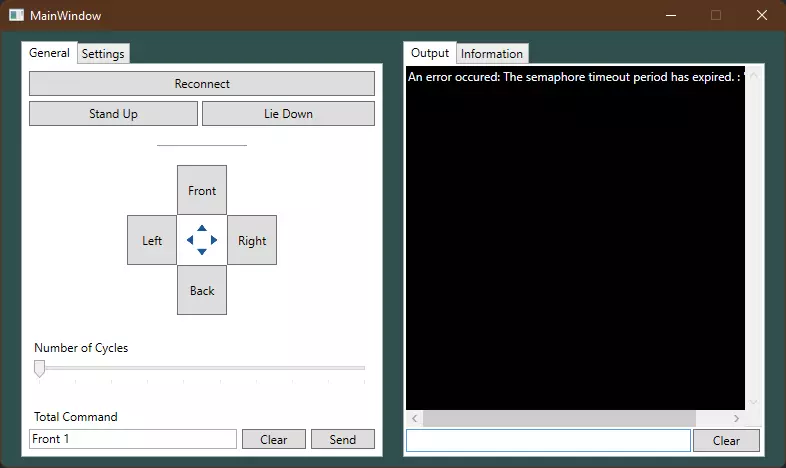 MainWindow
General
Settings
Reconnect
Stand Up
Lie Down
Front
Left
Right
Back
Number of Cycles
Total Command
Front 1
Clear
Send
Output
Information
An error occured: The semaphore timeout period has expired. : '
Clear